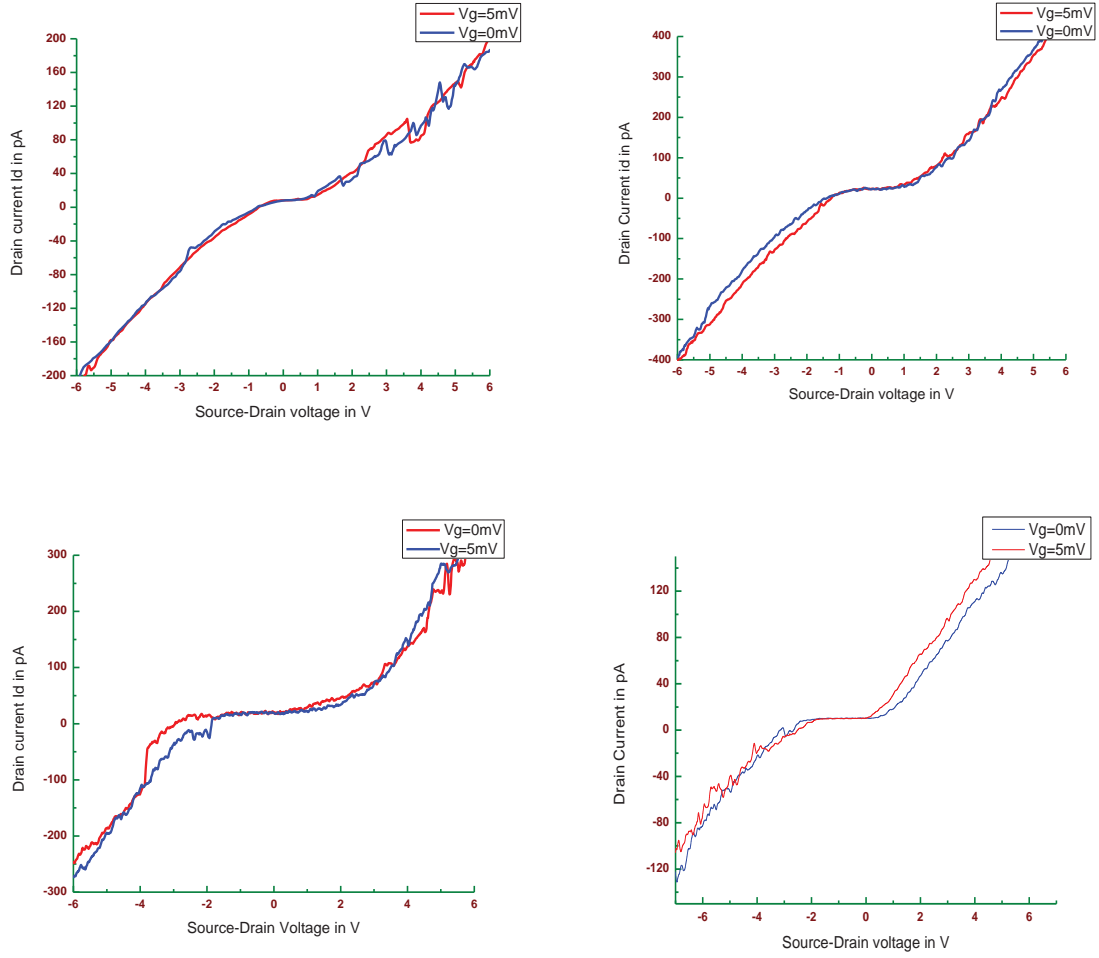 Vg=5mV
Vg=0mV
200
160
120
80
40
0
-40
-80
-120
-160
-200
Drain current Id in pA
-6 -5 -4 -3 -2 -1 0 1 2 3 4 5 6
Source-Drain voltage in V
Vg=5mV
Vg=0mV
400
300
200
100
0
-100
-200
-300
-400
Drain Current id in pA
-6 -5 -4 -3 -2 -1 0 1 2 3 4 5 6
Source-Drain voltage in V
Vg=0mV
Vg=5mV
300
200
100
0
-100
-200
-300
Drain current Id in pA
-6 -4 -2 0 2 4 6
Source-Drain Voltage in V
Vg=0mV
Vg=5mV
120
80
40
0
-40
-80
-120
Drain Current in pA
-6 -4 -2 0 2 4 6
Source-Drain voltage in V